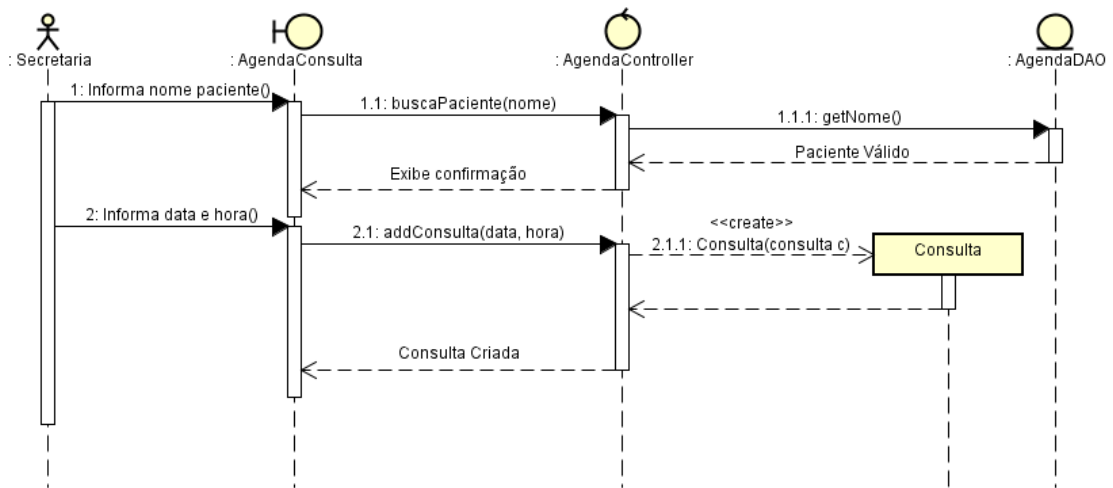 : Secretaria
: AgendaConsulta
: AgendaController
: AgendaDAO
1: Informa nome paciente()
1.1: buscaPaciente(nome)
1.1.1: getNome()
Paciente Válido
Exibe confirmação
2: Informa data e hora()
2.1: addConsulta(data, hora)
<<create>>
2.1.1: Consulta(consulta c)
Consulta
Consulta Criada